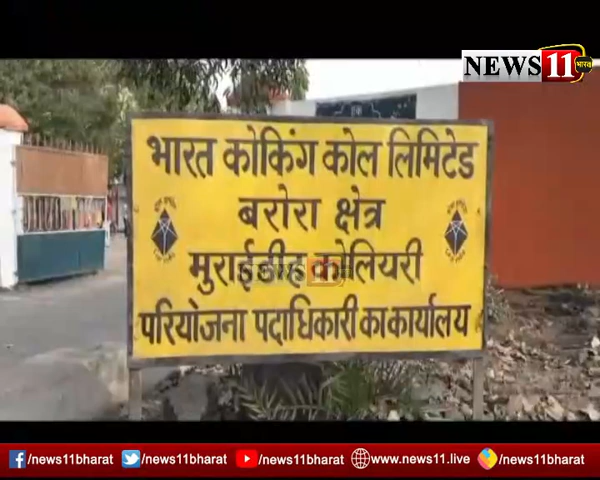 NEWS 11 भारत
भारत कोकिंग कोल लिमिटेड
बरोरा क्षेत्र
मुराईडीह कोलियरी
परियोजना पदाधिकारी का कार्यालय
/news11bharat /news11bharat /news11bharat www.news11.live /news11bharat